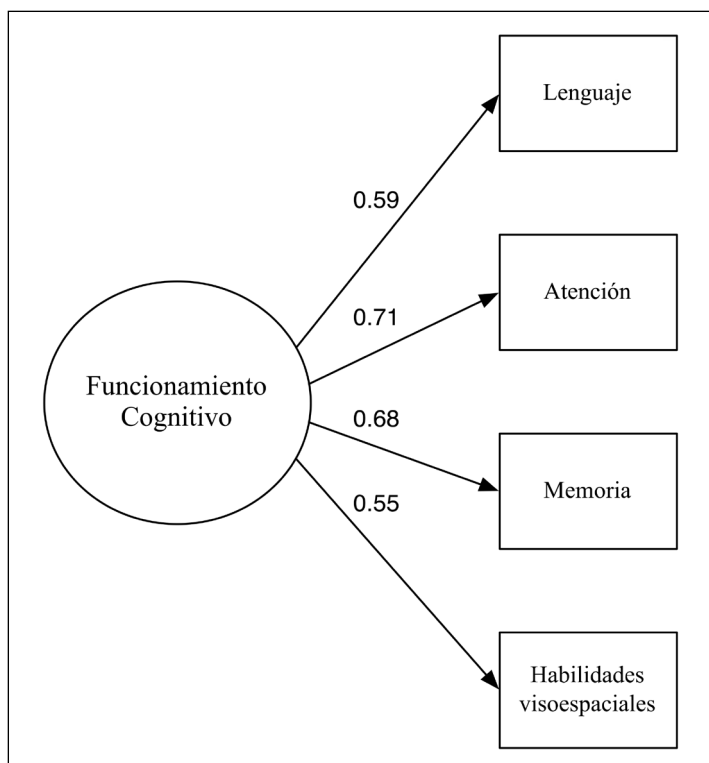 Lenguaje
0.59
Atención
0.71
Funcionamiento
Cognitivo
0.68
Memoria
0.55
Habilidades
visoespaciales